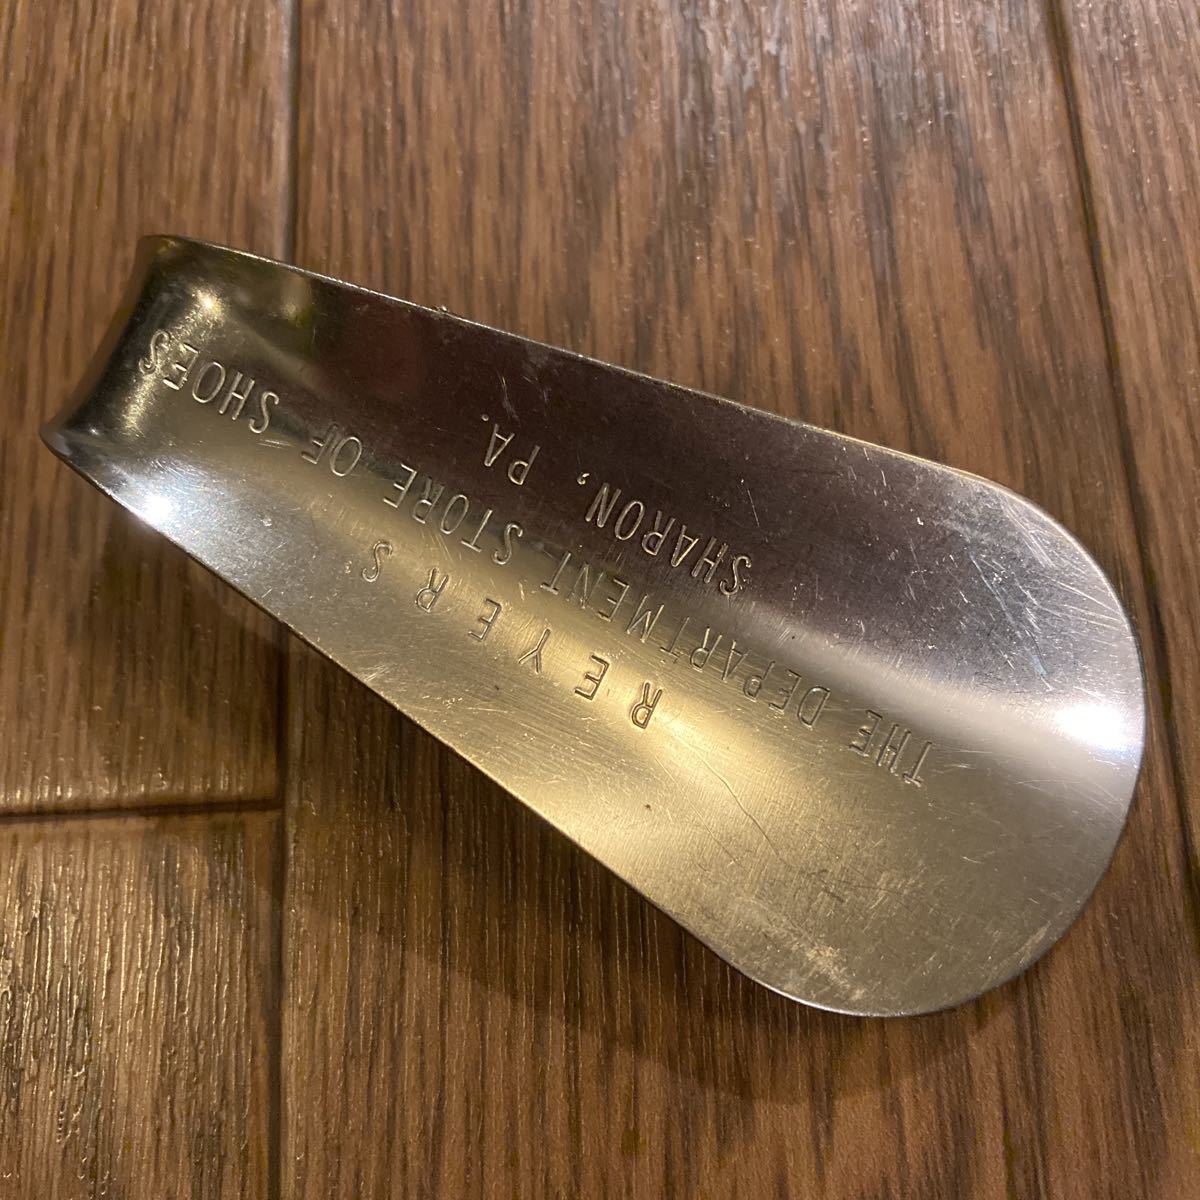 REYERS
THE DEPARTMENT STORE OF SHOES
SHARON, PA.